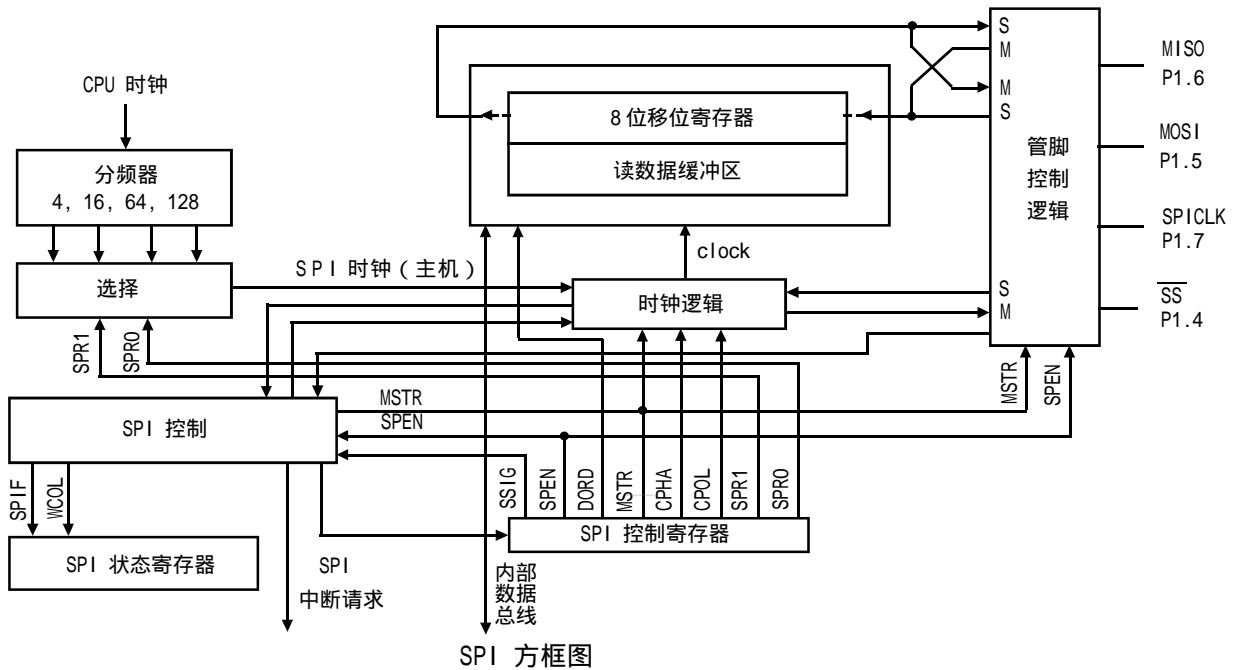 CPU 时钟
分频器
4, 16, 64, 128
选择
SPI 时钟（主机）
SPR1
SPR0
8 位移位寄存器
读数据缓冲区
clock
时钟逻辑
S
M
M
S
管脚
控制
逻辑
S
M
MISO
P1.6
MOSI
P1.5
SPICLK
P1.7
SS
P1.4
MSTR
SPEN
SPI 控制
MSTR
SPEN
SPIF
WCOL
SPI 状态寄存器
SPI
中断请求
SSIG
SPEN
DORD
MSTR
CPHA
CPOL
SPR1
SPR0
SPI 控制寄存器
内部
数据
总线
SPI 方框图